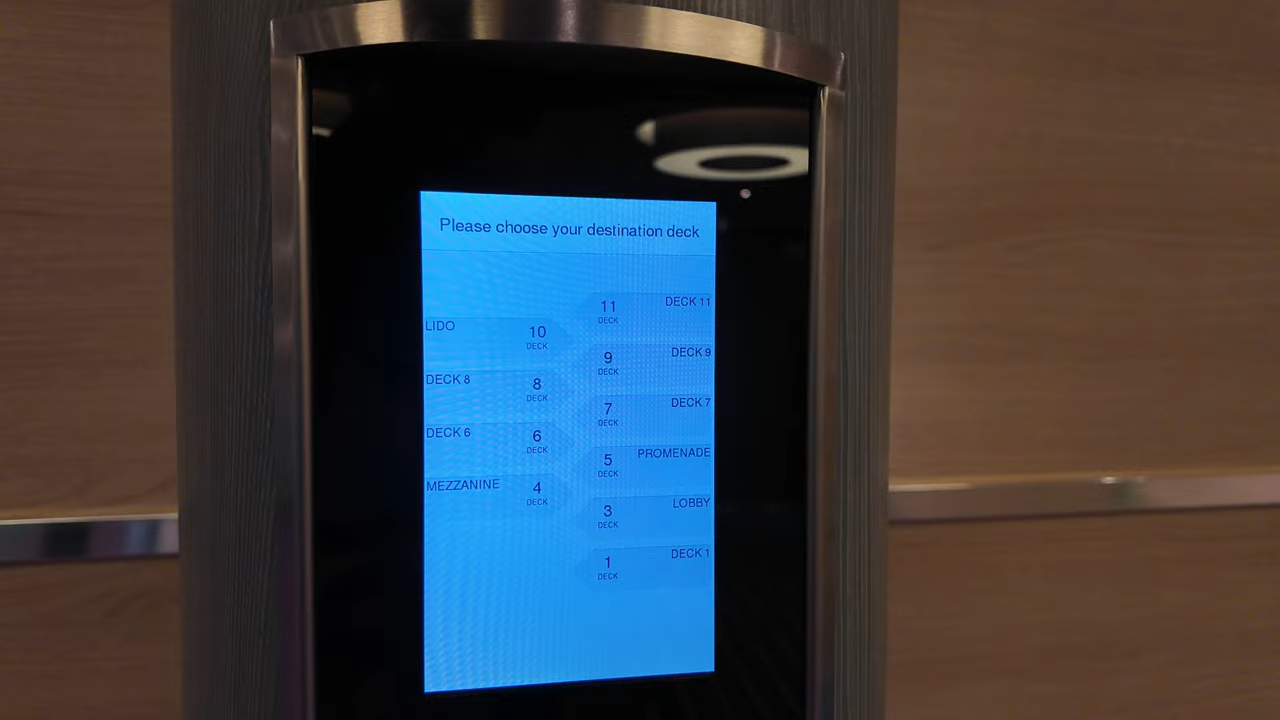 Please choose your destination deck
11 DECK 11
DECK
LIDO 10
DECK
9 DECK 9
DECK
DECK 8 8
DECK
7 DECK 7
DECK
DECK 6 6
DECK
5 PROMENADE
DECK
MEZZANINE 4
DECK
3 LOBBY
DECK
1 DECK 1
DECK